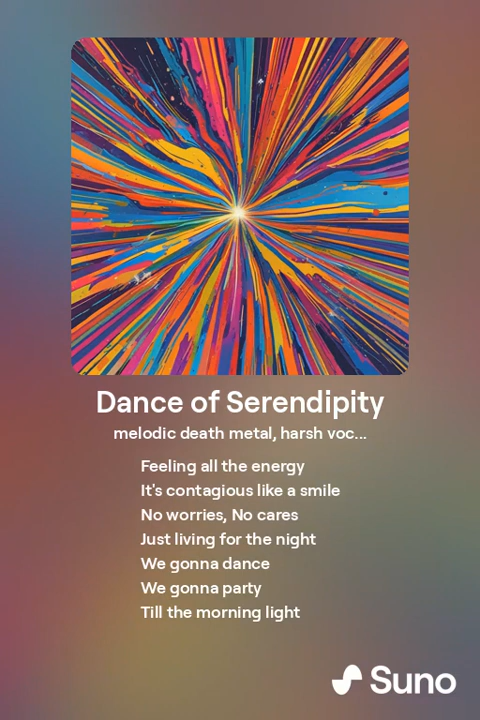 Dance of Serendipity
melodic death metal, harsh voc...
Feeling all the energy
It's contagious like a smile
No worries, No cares
Just living for the night
We gonna dance
We gonna party
Till the morning light
Suno